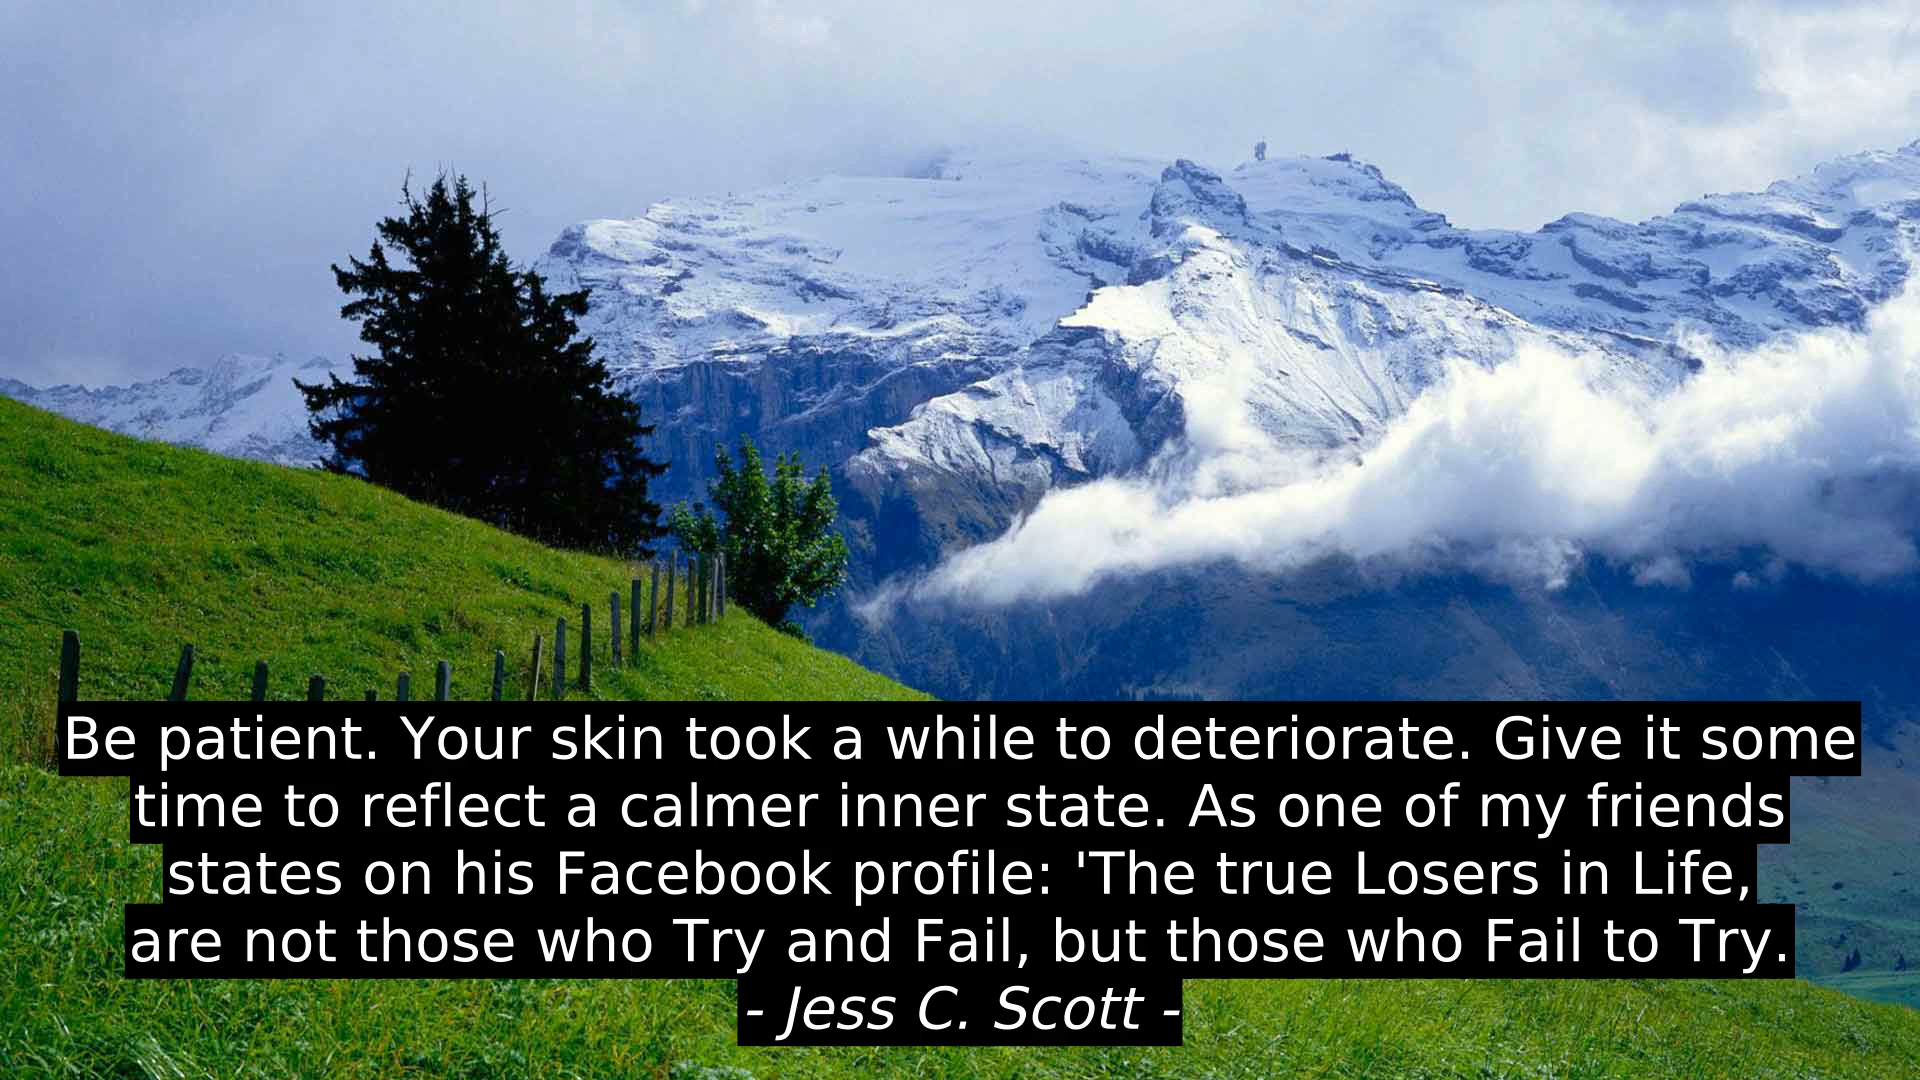 Be patient. Your skin took a while to deteriorate. Give it some
time to reflect a calmer inner state. As one of my friends
states on his Facebook profile: 'The true Losers in Life,
are not those who Try and Fail, but those who Fail to Try.
- Jess C. Scott -